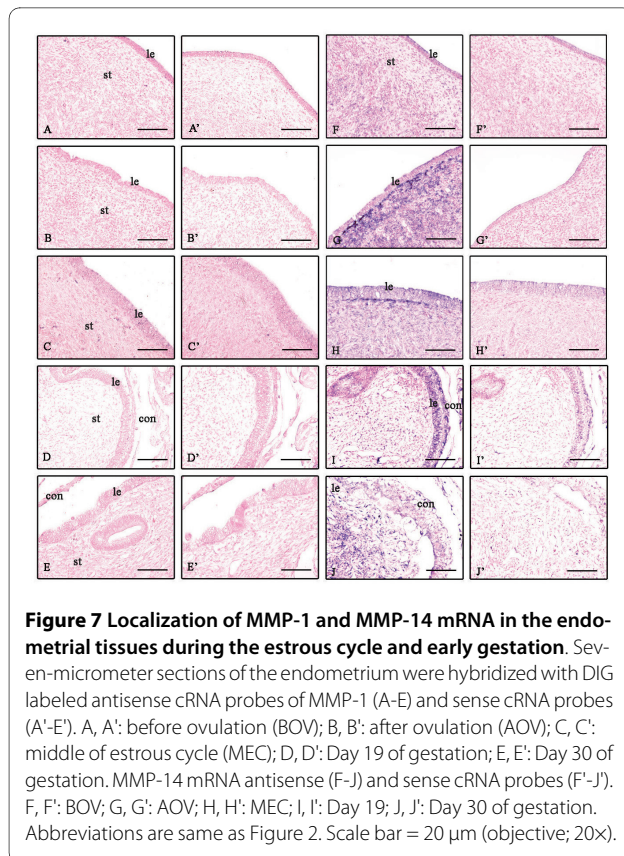 le
st
A
A'
le
st
F
F'
le
st
B
B'
le
G
G'
le
st
C
C'
le
H
H'
le
st
con
D
D'
le
con
I
I'
con
le
st
E
E'
le
con
J
J'
Figure 7 Localization of MMP-1 and MMP-14 mRNA in the endo-
metrial tissues during the estrous cycle and early gestation. Sev-
en-micrometer sections of the endometrium were hybridized with DIG
labeled antisense cRNA probes of MMP-1 (A-E) and sense cRNA probes
(A'-E'). A, A': before ovulation (BOV); B, B': after ovulation (AOV); C, C':
middle of estrous cycle (MEC); D, D': Day 19 of gestation; E, E': Day 30 of
gestation. MMP-14 mRNA antisense (F-J) and sense cRNA probes (F'-J').
F, F': BOV; G, G': AOV; H, H': MEC; I, I': Day 19; J, J': Day 30 of gestation.
Abbreviations are same as Figure 2. Scale bar = 20 μm (objective; 20×).